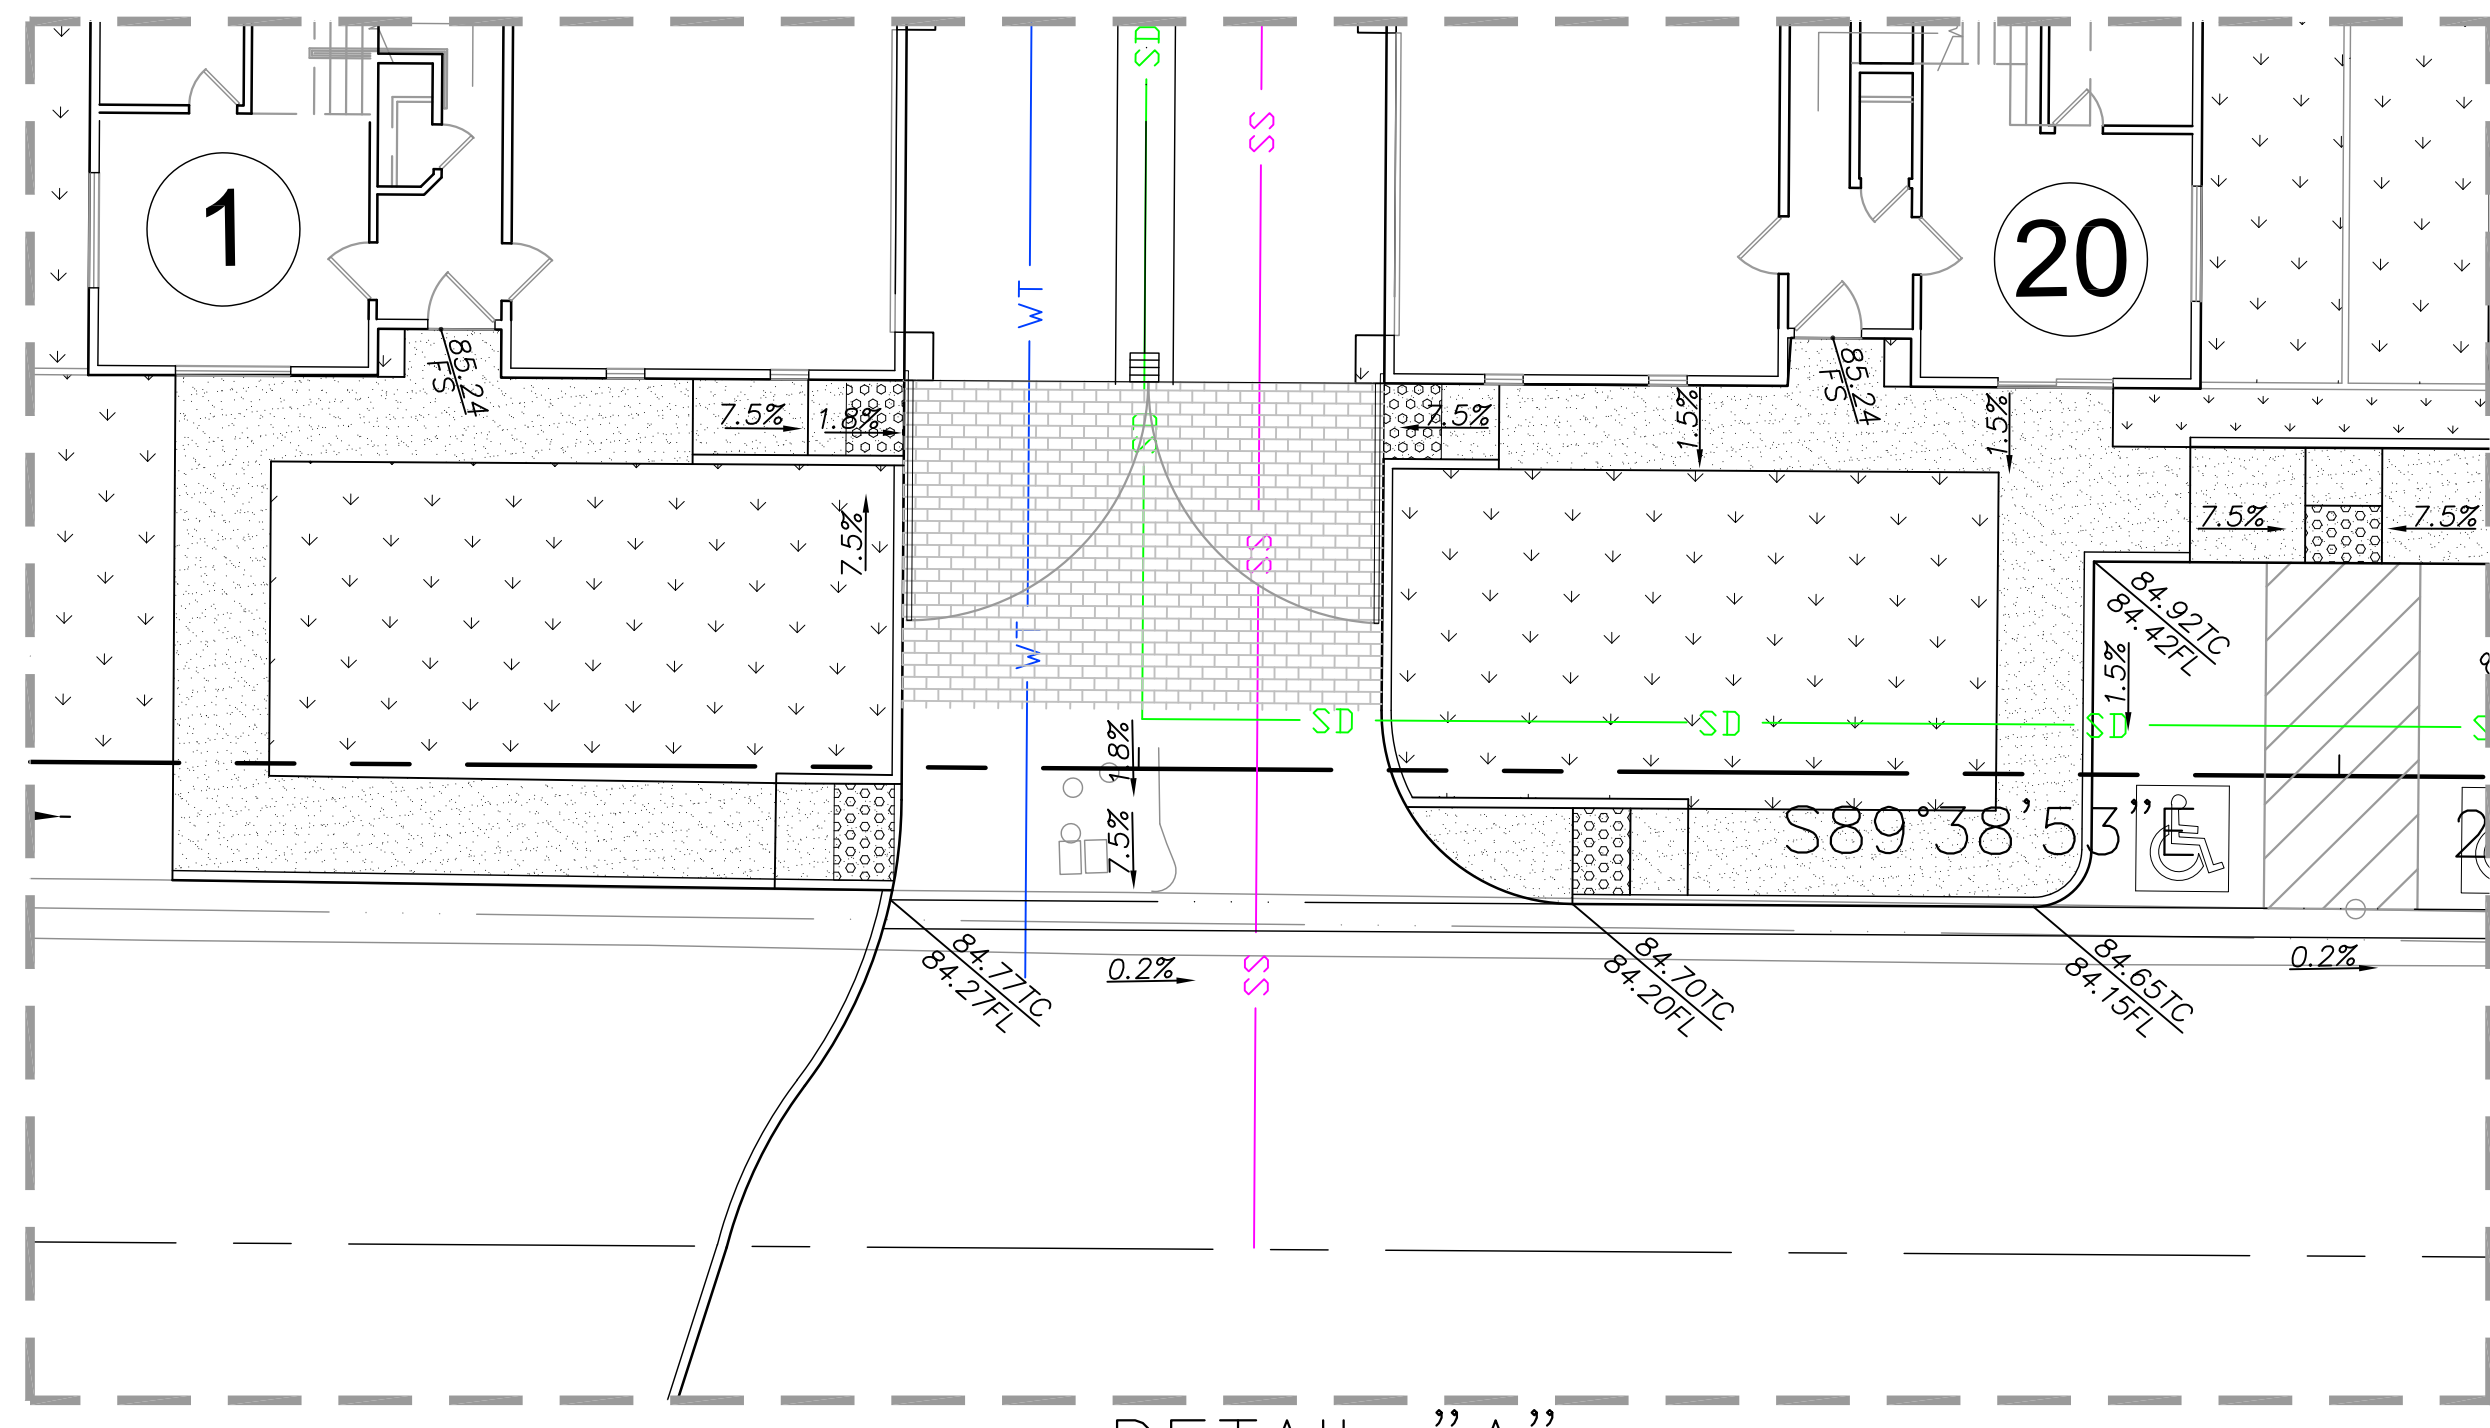 SD
SS
1
20
WT
85.24
FS
85.24
FS
7.5%
1.8%
7.5%
1.5%
1.5%
7.5%
7.5%
7.5%
SS
84.92TC
84.42FL
WT
1.5%
SD
SD
SD
1.8%
7.5%
S89°38'53"E
2
84.77TC
84.27FL
0.2%
SS
84.70TC
84.20FL
84.65TC
84.15FL
0.2%
DETAIL "A"